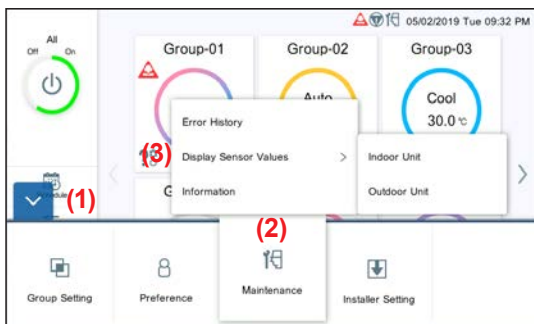 05/02/2019 Tue 09:32 PM
All
Off On
Group-01
Group-02
Group-03
Auto
Cool
30.0 ℃
Error History
(3)
Display Sensor Values >
Indoor Unit
Information
Outdoor Unit
Schedule
(1)
(2)
Group Setting
Preference
Maintenance
Installer Setting